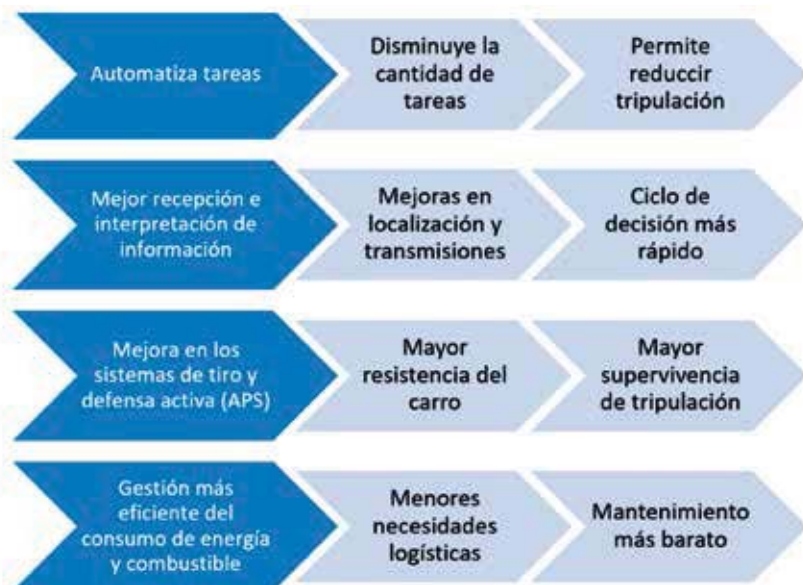 Automatiza tareas
Disminuye la
cantidad de
tareas
Permite
reduccir
tripulación
Mejor recepción e
interpretación de
información
Mejoras en
localización y
transmisiones
Ciclo de
decisión más
rápido
Mejora en los
sistemas de tiro y
defensa activa (APS)
Mayor
resistencia del
carro
Mayor
supervivencia
de tripulación
Gestión más
eficiente del
consumo de energía
y combustible
Menores
necesidades
logísticas
Mantenimiento
más barato